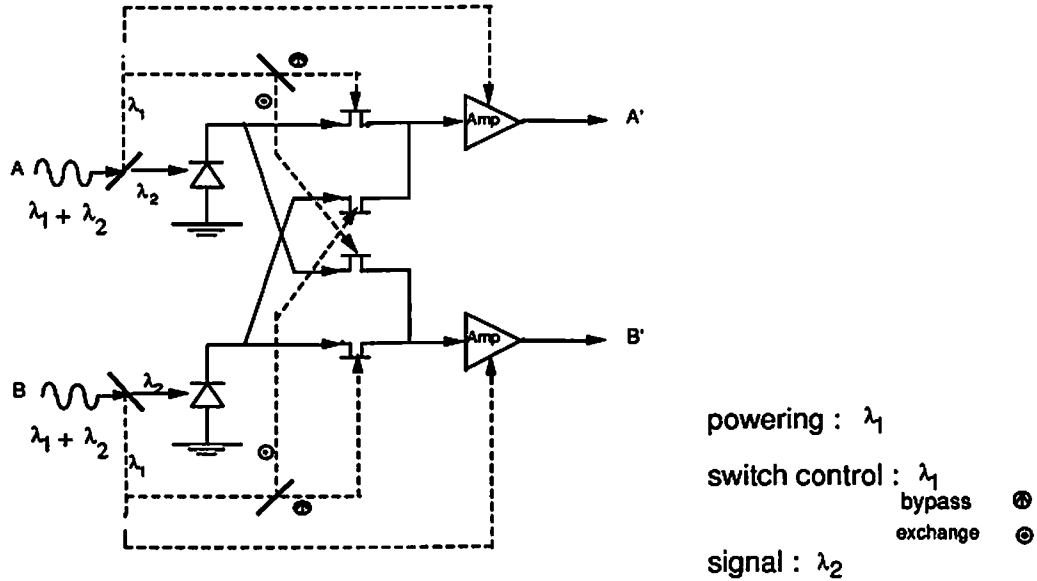 λ1
Amp
A'
A
λ2
λ1 + λ2
Amp
B'
B
λ2
λ1 + λ2
λ1
powering : λ1
switch control : λ1
bypass
exchange
signal : λ2